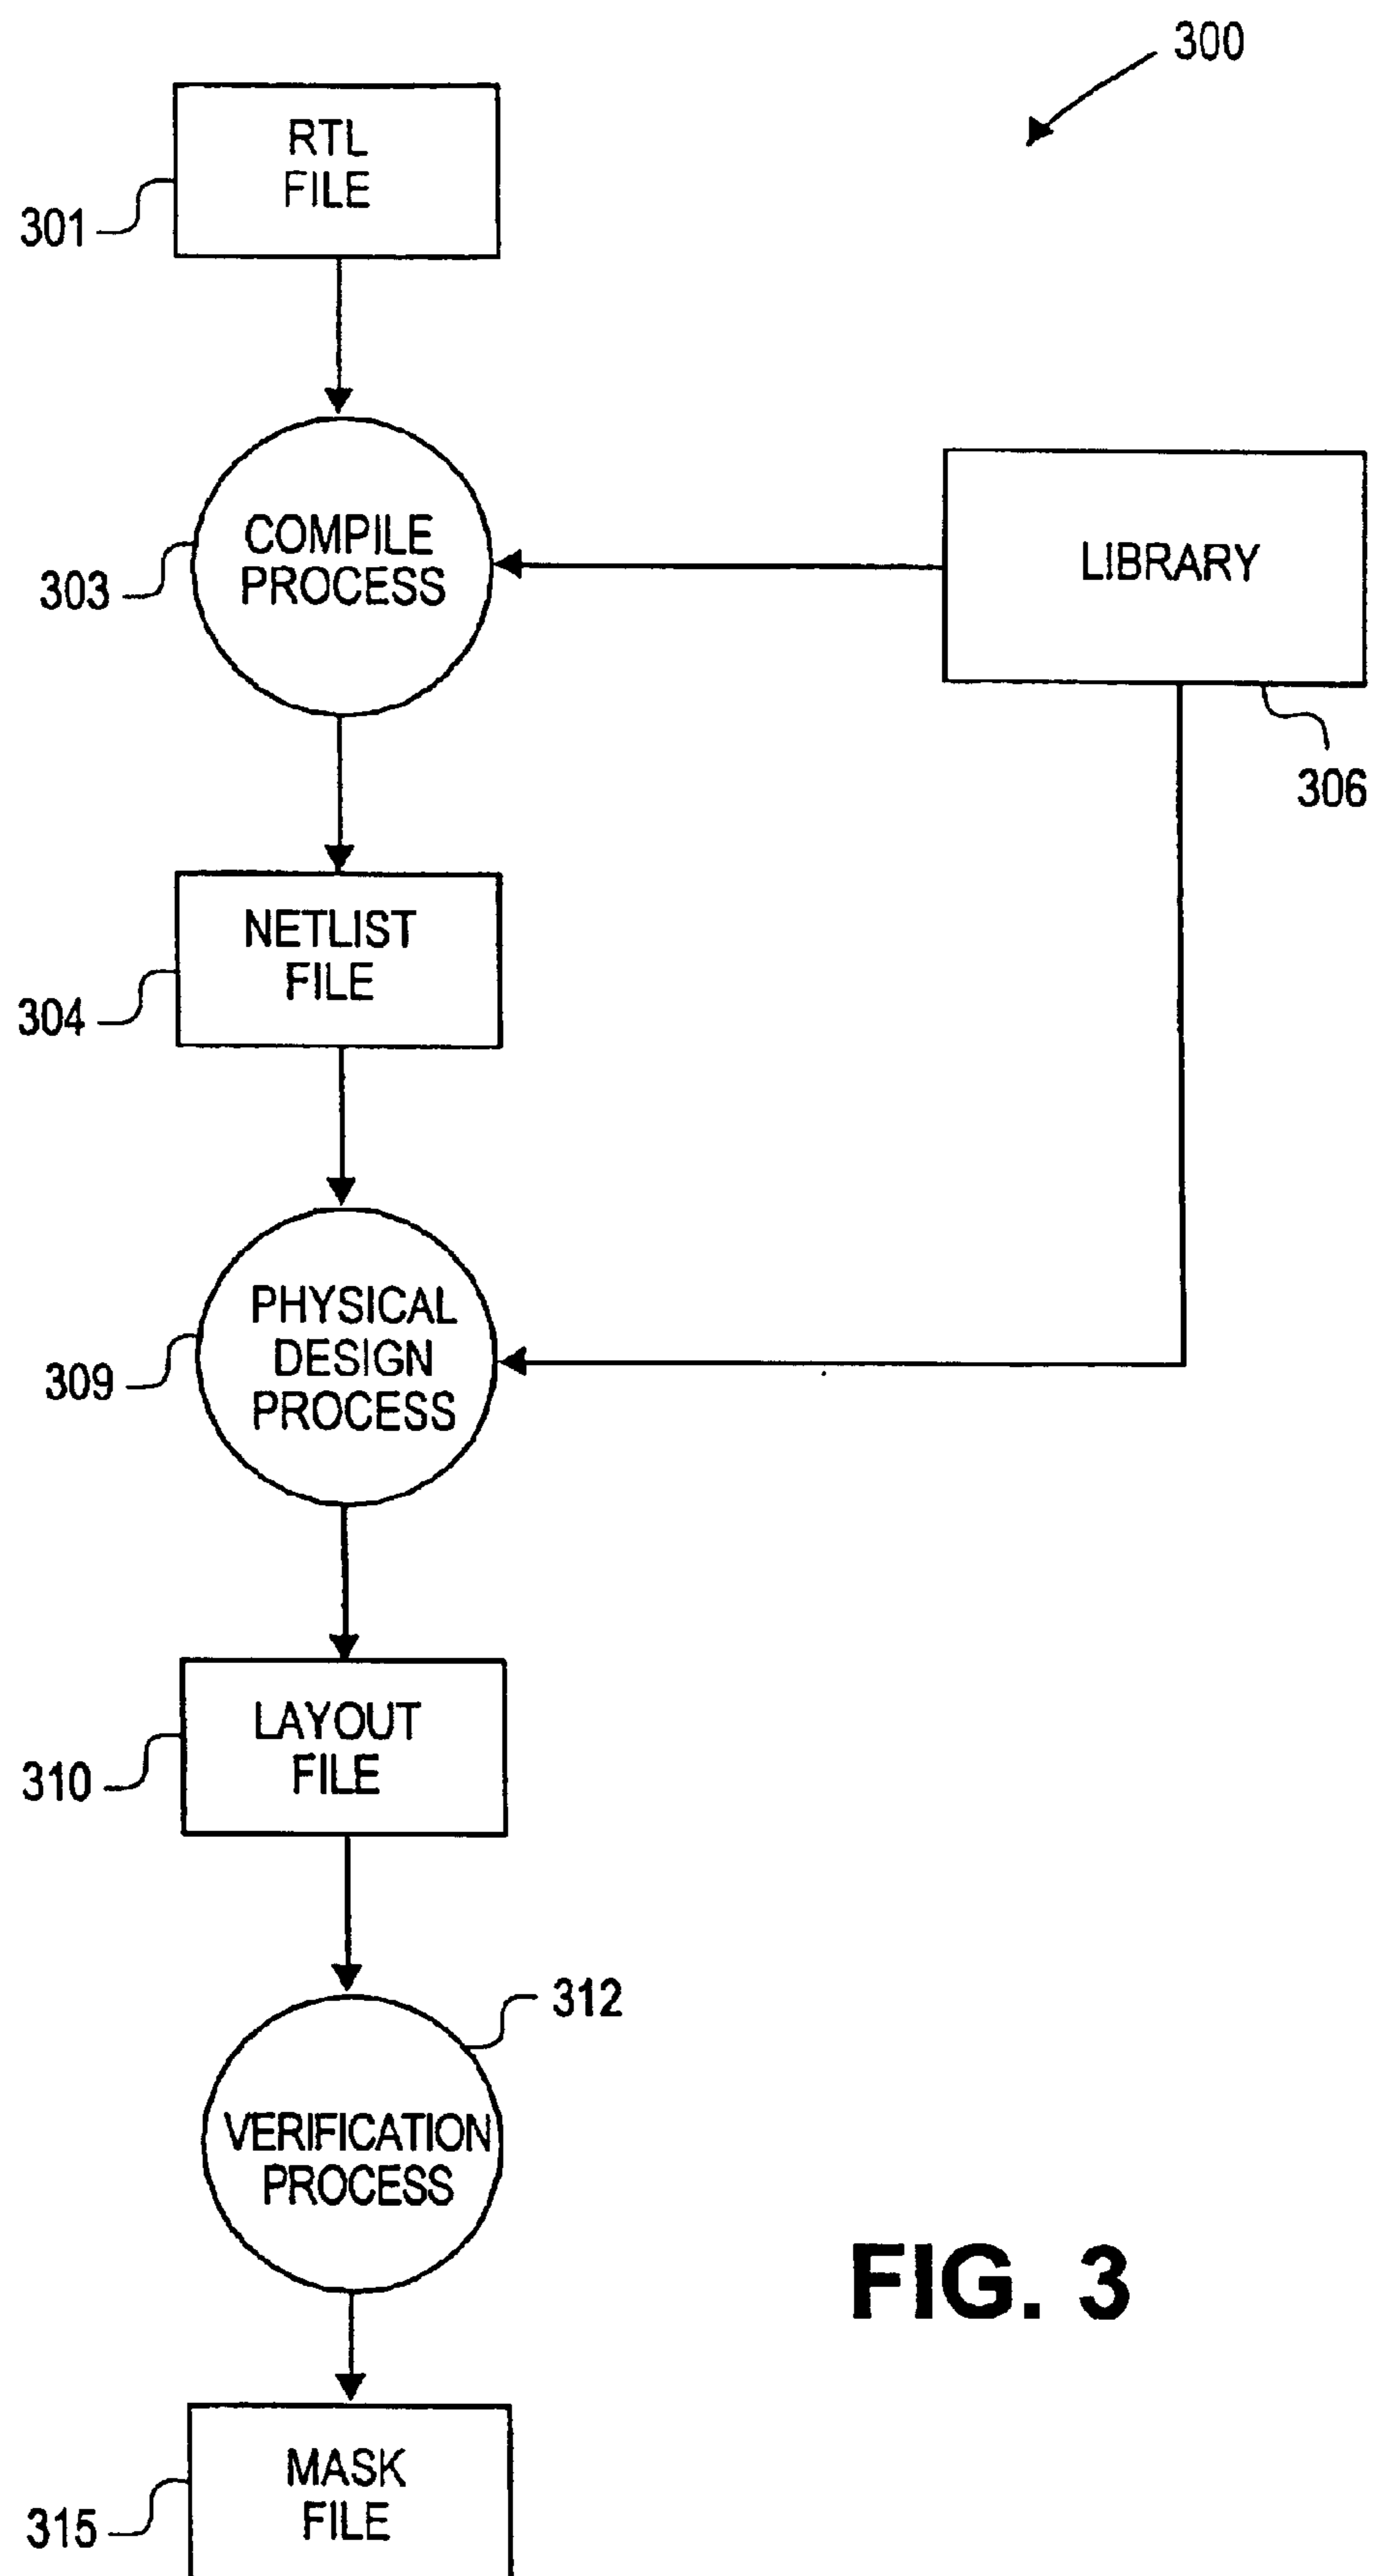 300
RTL
FILE
301
COMPILE
PROCESS
303
LIBRARY
306
NETLIST
FILE
304
PHYSICAL
DESIGN
PROCESS
309
LAYOUT
FILE
310
312
VERIFICATION
PROCESS
FIG. 3
MASK
FILE
315